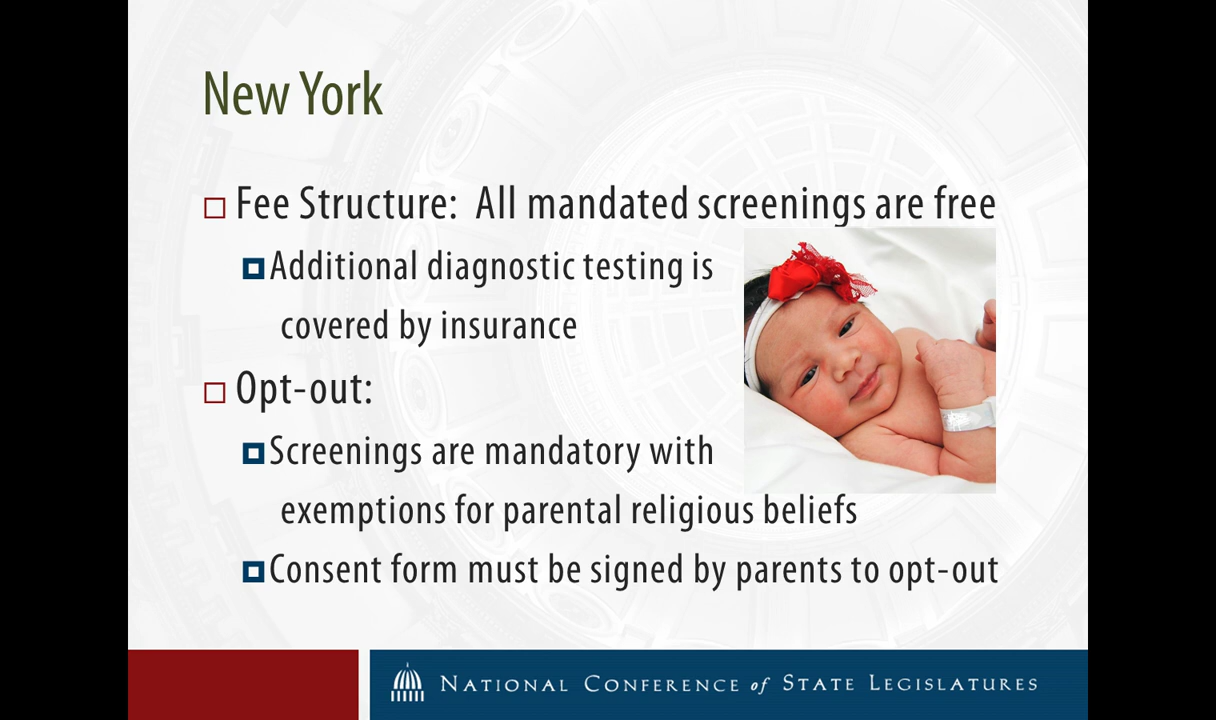 New York
Fee Structure: All mandated screenings are free
Additional diagnostic testing is
covered by insurance
Opt-out:
Screenings are mandatory with
exemptions for parental religious beliefs
Consent form must be signed by parents to opt-out
NATIONAL CONFERENCE of STATE LEGISLATURES